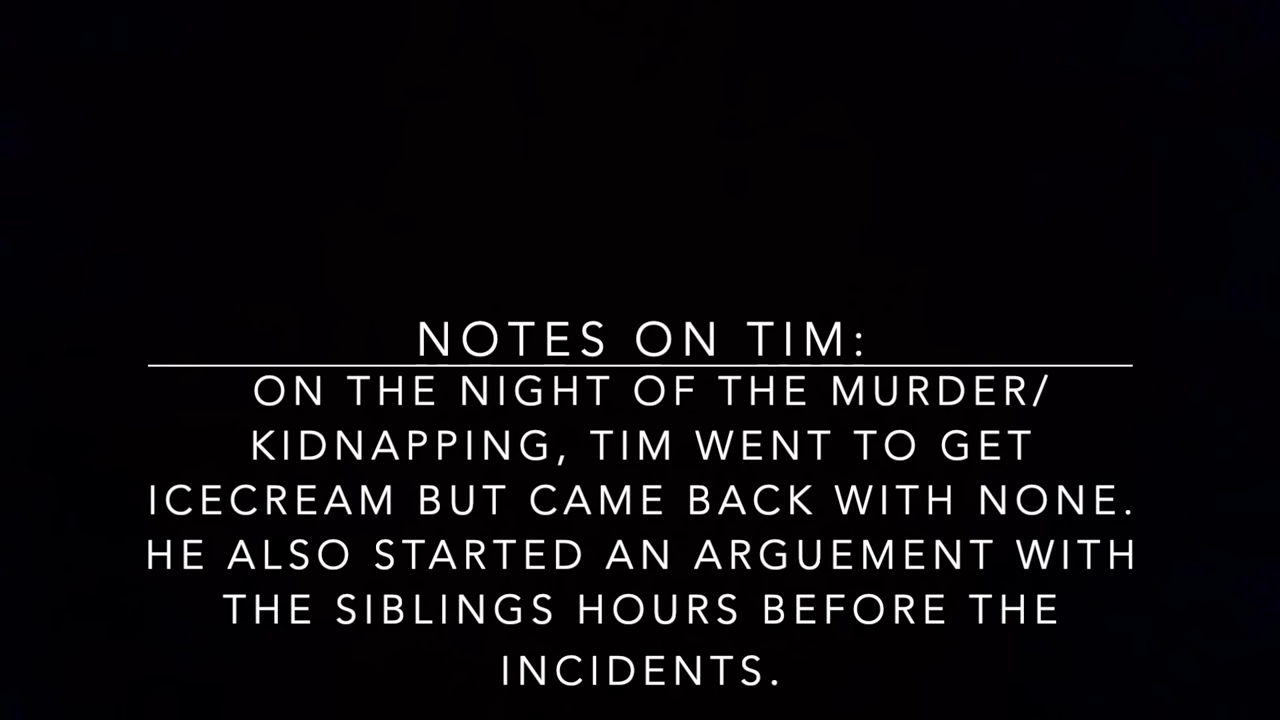 NOTES ON TIM:
ON THE NIGHT OF THE MURDER/
KIDNAPPING, TIM WENT TO GET
ICECREAM BUT CAME BACK WITH NONE.
HE ALSO STARTED AN ARGUEMENT WITH
THE SIBLINGS HOURS BEFORE THE
INCIDENTS.